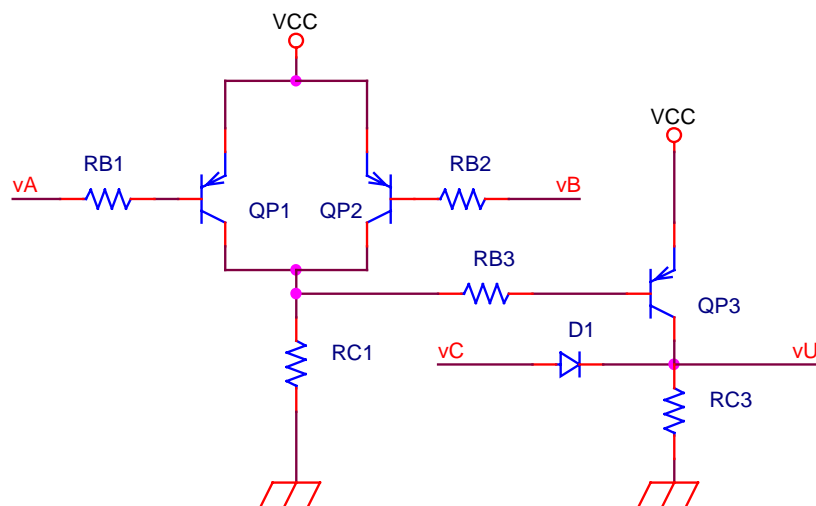 VCC
VCC
RB1
RB2
vA
vB
QP1
QP2
RB3
QP3
D1
RC1
vC
vU
RC3